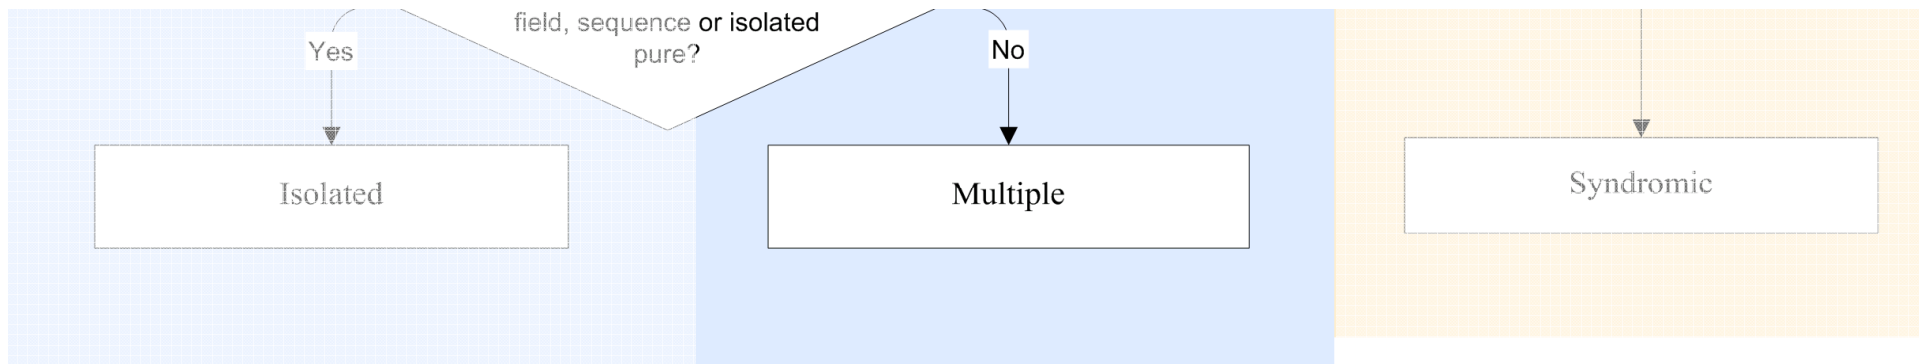 field, sequence or isolated
pure?
Yes
No
Isolated
Multiple
Syndromic